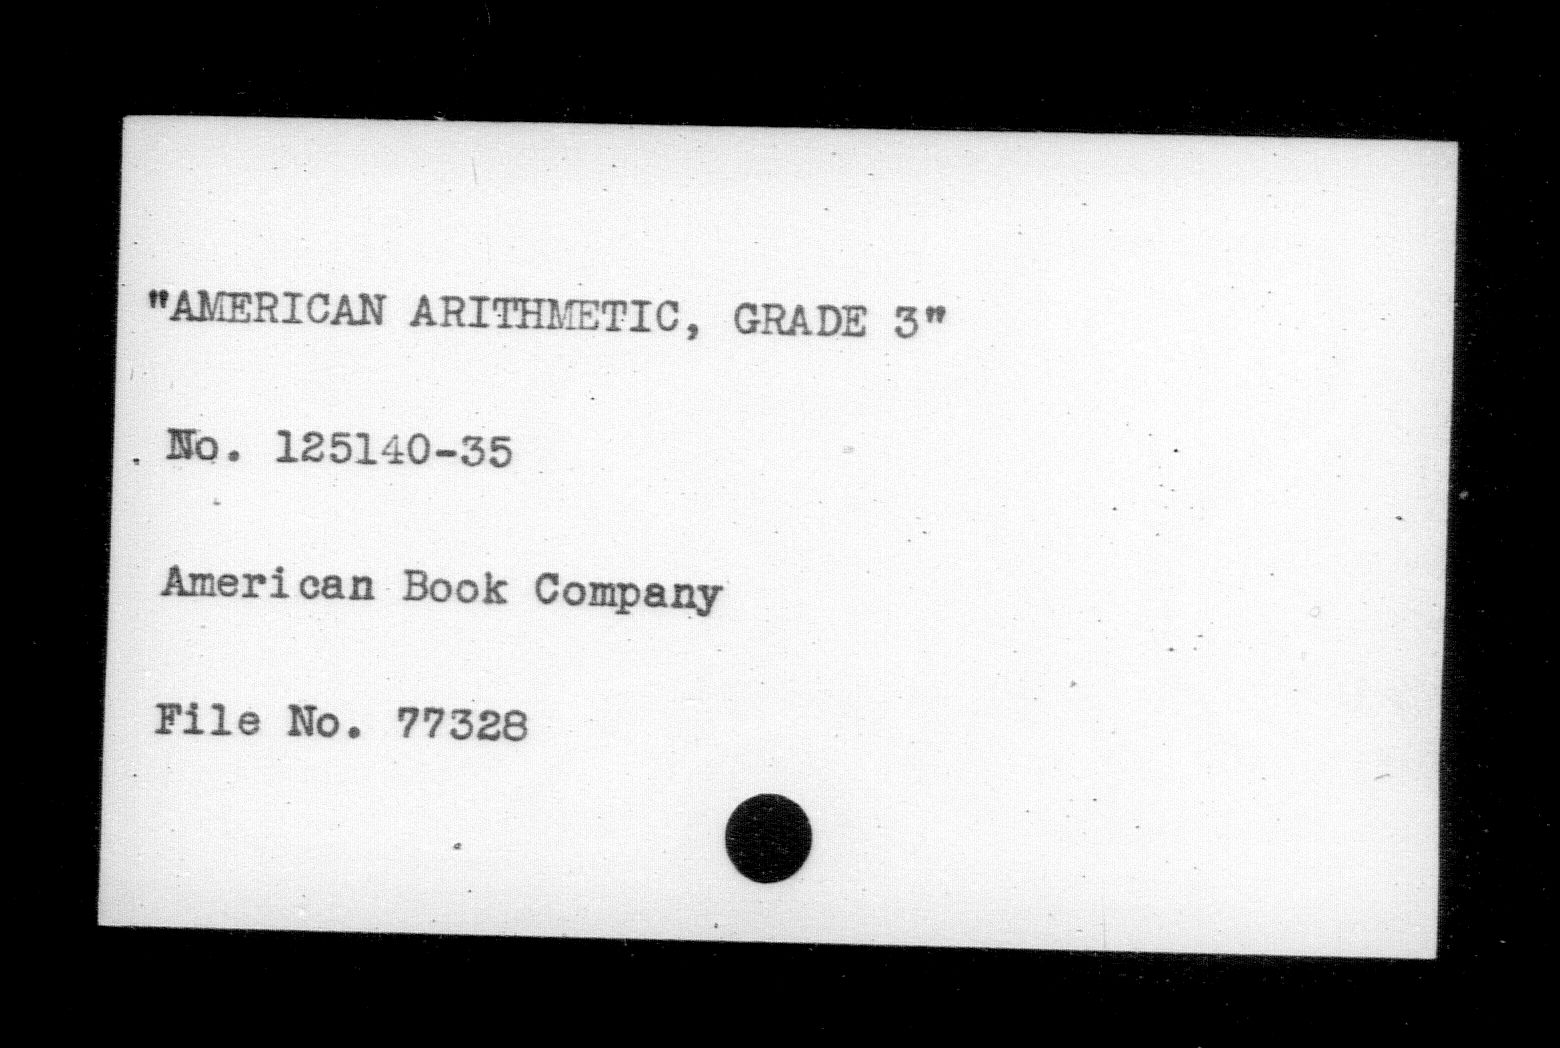 "AMERICAN ARITHMETIC, GRADE 3"
No. 125140-35
American Book Company
File No. 77328